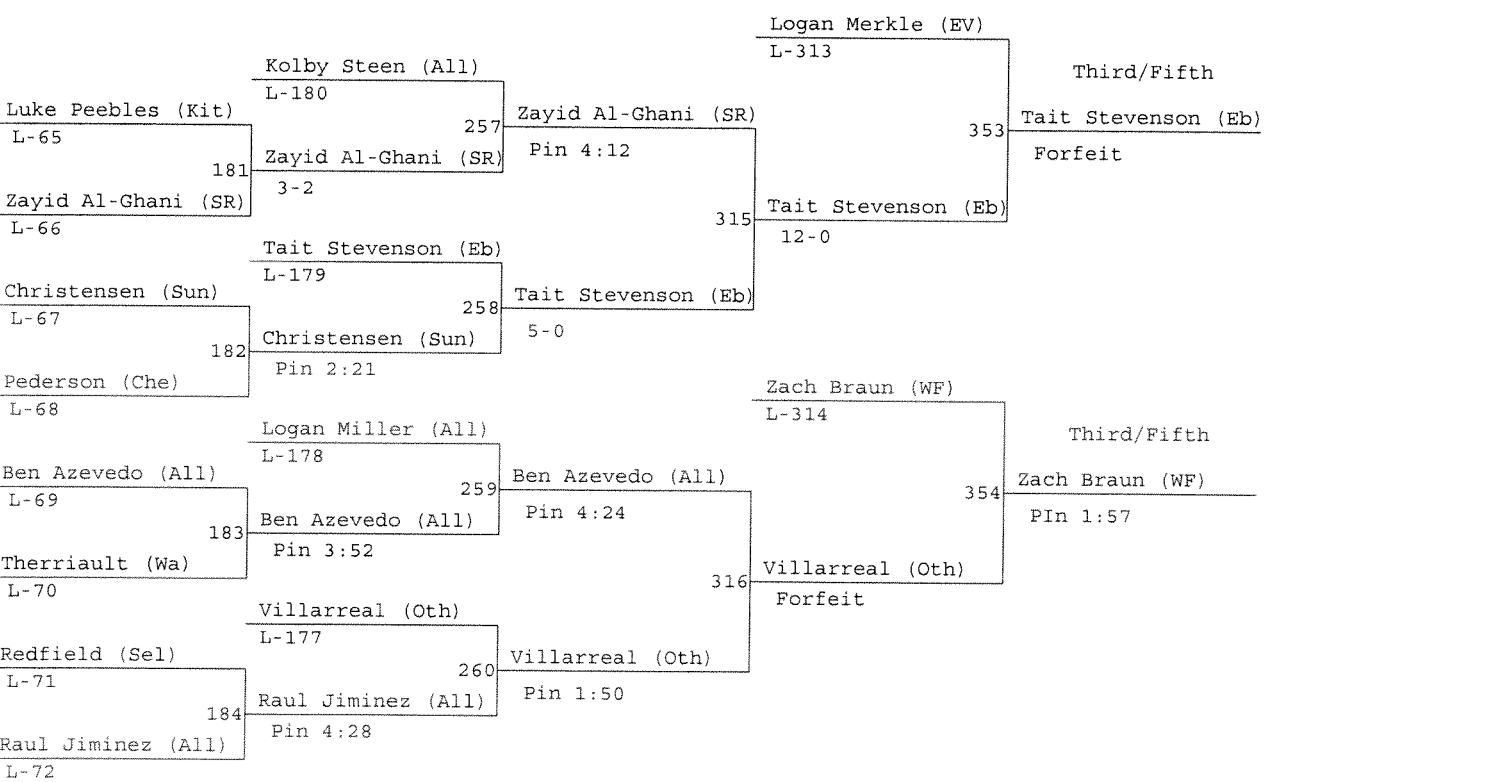 Logan Merkle (EV)
L-313
Kolby Steen (All)
L-180
Third/Fifth
Luke Peebles (Kit)
L-65
257
Zayid Al-Ghani (SR)
Pin 4:12
353
Tait Stevenson (Eb)
Forfeit
181
Zayid Al-Ghani (SR)
3-2
Zayid Al-Ghani (SR)
L-66
315
Tait Stevenson (Eb)
12-0
Tait Stevenson (Eb)
L-179
Christensen (Sun)
L-67
258
Tait Stevenson (Eb)
5-0
182
Christensen (Sun)
Pin 2:21
Pederson (Che)
L-68
Zach Braun (WF)
L-314
Logan Miller (All)
L-178
Third/Fifth
Ben Azevedo (All)
L-69
259
Ben Azevedo (All)
Pin 4:24
354
Zach Braun (WF)
PIn 1:57
183
Ben Azevedo (All)
Pin 3:52
Therriault (Wa)
L-70
316
Villarreal (Oth)
Forfeit
Villarreal (Oth)
L-177
Redfield (Sel)
L-71
260
Villarreal (Oth)
Pin 1:50
184
Raul Jiminez (All)
Pin 4:28
Raul Jiminez (All)
L-72